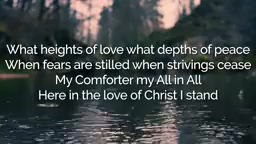 What heights of love what depths of peace
When fears are stilled when strivings cease
My Comforter my All in All
Here in the love of Christ I stand